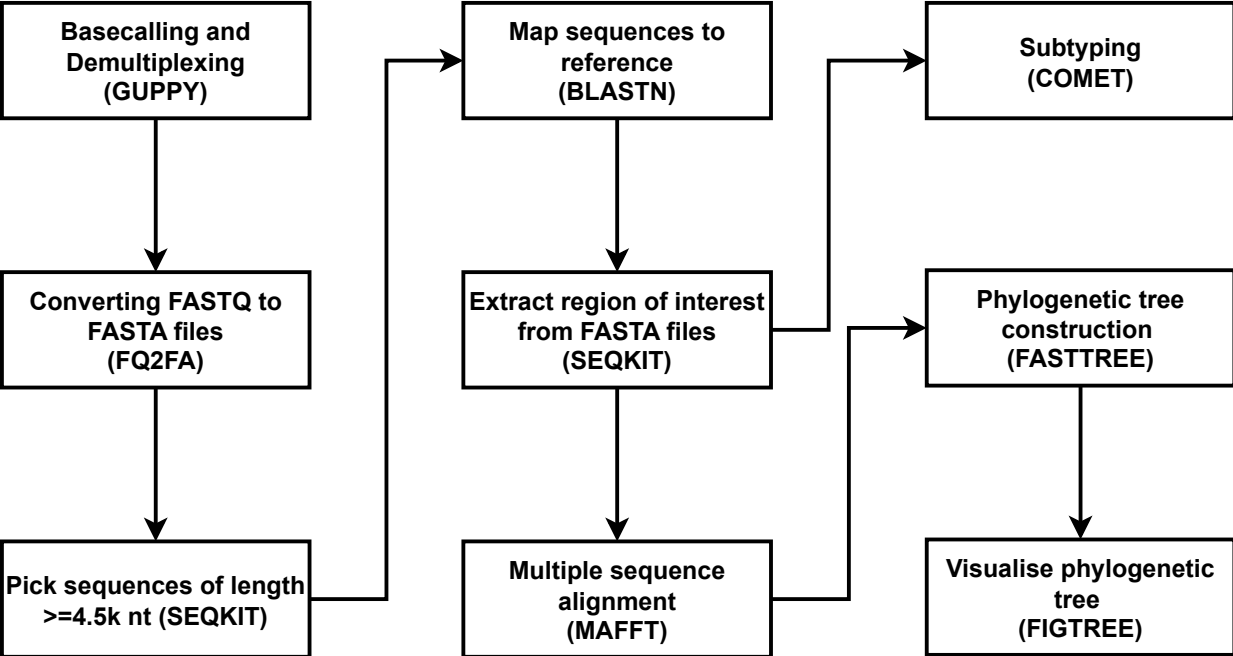 Basecalling and
Demultiplexing
(GUPPY)
Converting FASTQ to
FASTA files
(FQ2FA)
Pick sequences of length
>=4.5k nt (SEQKIT)
Map sequences to
reference
(BLASTN)
Extract region of interest
from FASTA files
(SEQKIT)
Multiple sequence
alignment
(MAFFT)
Subtyping
(COMET)
Phylogenetic tree
construction
(FASTTREE)
Visualise phylogenetic
tree
(FIGTREE)